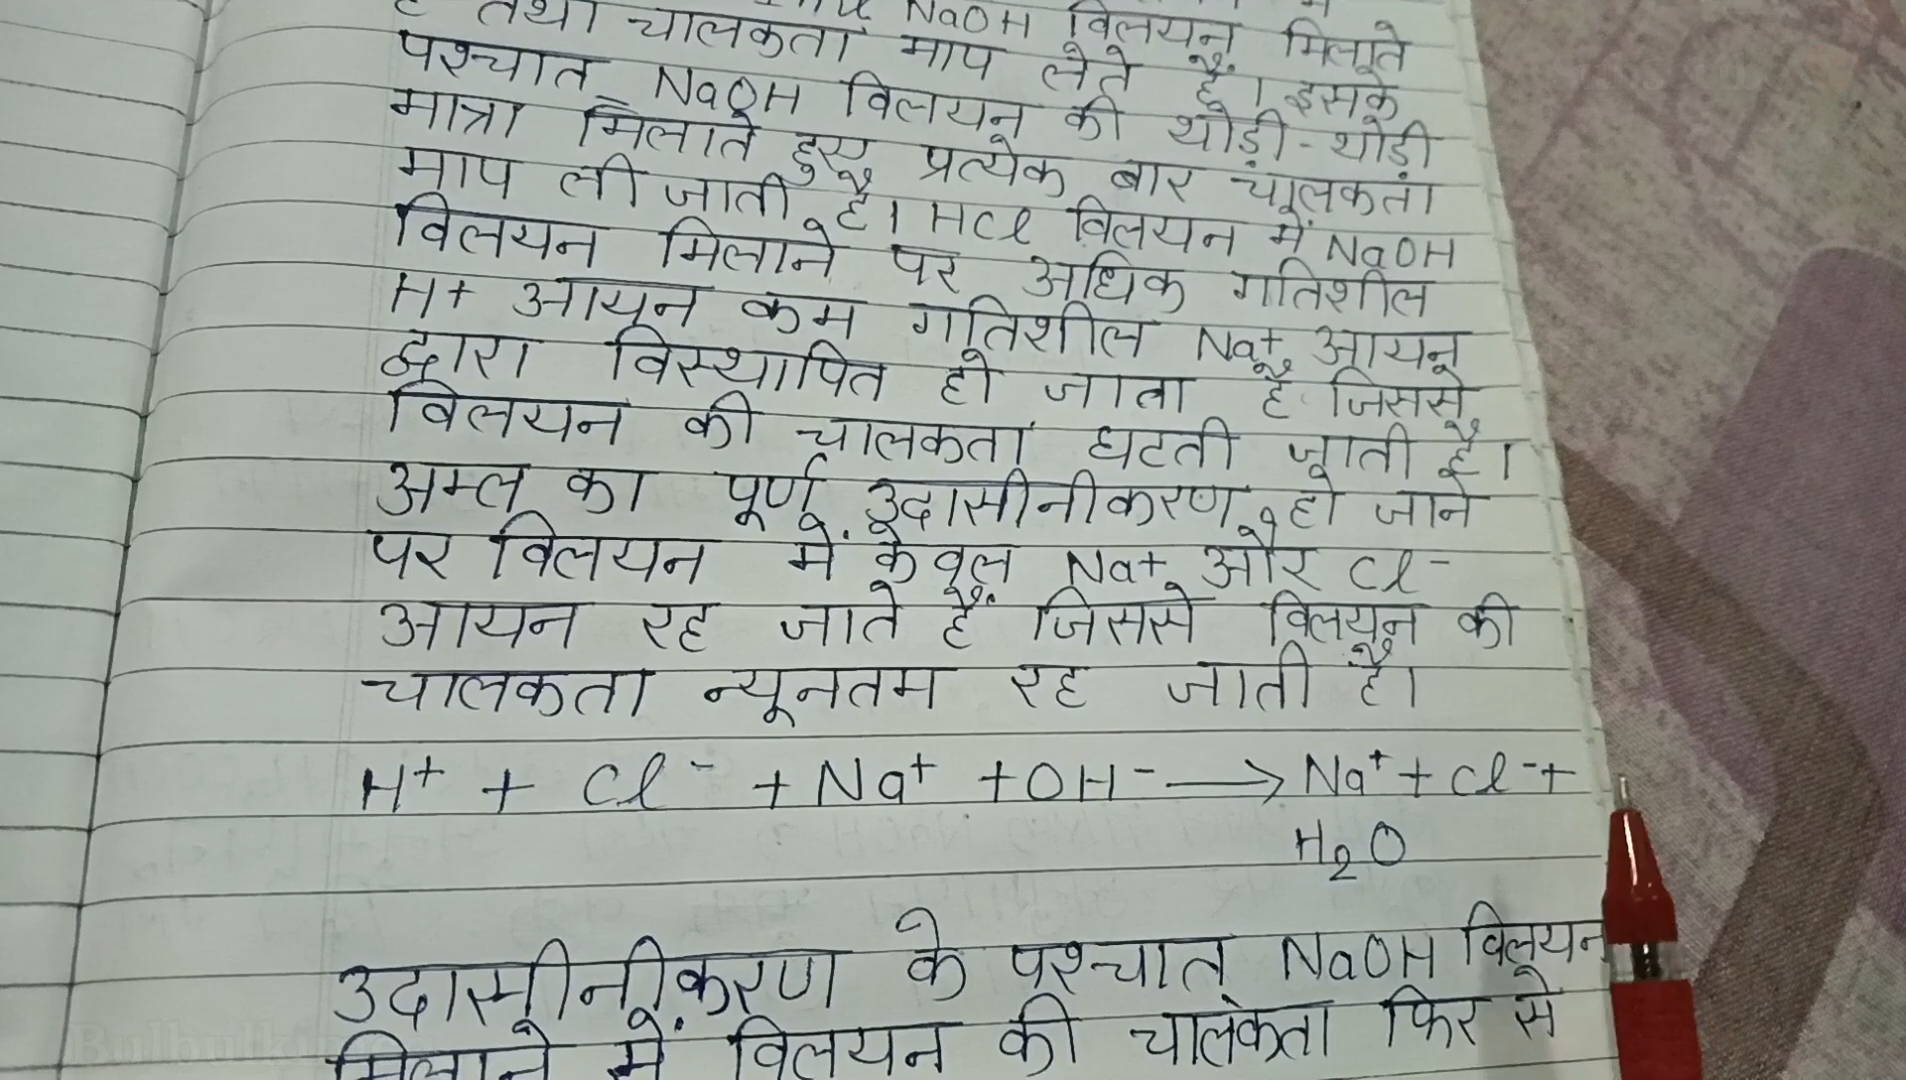 है तथा चालकता NaOH विलयन मिलाते
पश्चात NaOH माप लेते हैं। इसके
मात्रा मिलाते हुए विलयन की थोड़ी-थोड़ी
माप ली जाती है। प्रत्येक बार चालकता
विलयन मिलाने पर HCl विलयन में NaOH
H+ आयन कम अधिक गतिशील
द्वारा विस्थापित गतिशील Na+ आयन
विलयन की हो जाता है जिससे
अम्ल का चालकता घटती जाती है।
पर विलयन पूर्ण उदासीनीकरण हो जाने
में केवल Na+ और Cl-
आयन रह जाते हैं जिससे विलयन की
चालकता न्यूनतम रह जाती है।
H+ + Cl- + Na+ + OH- → Na+ + Cl- +
H2O
उदासीनीकरण के पश्चात NaOH विलयन
मिलाने में विलयन की चालकता फिर से